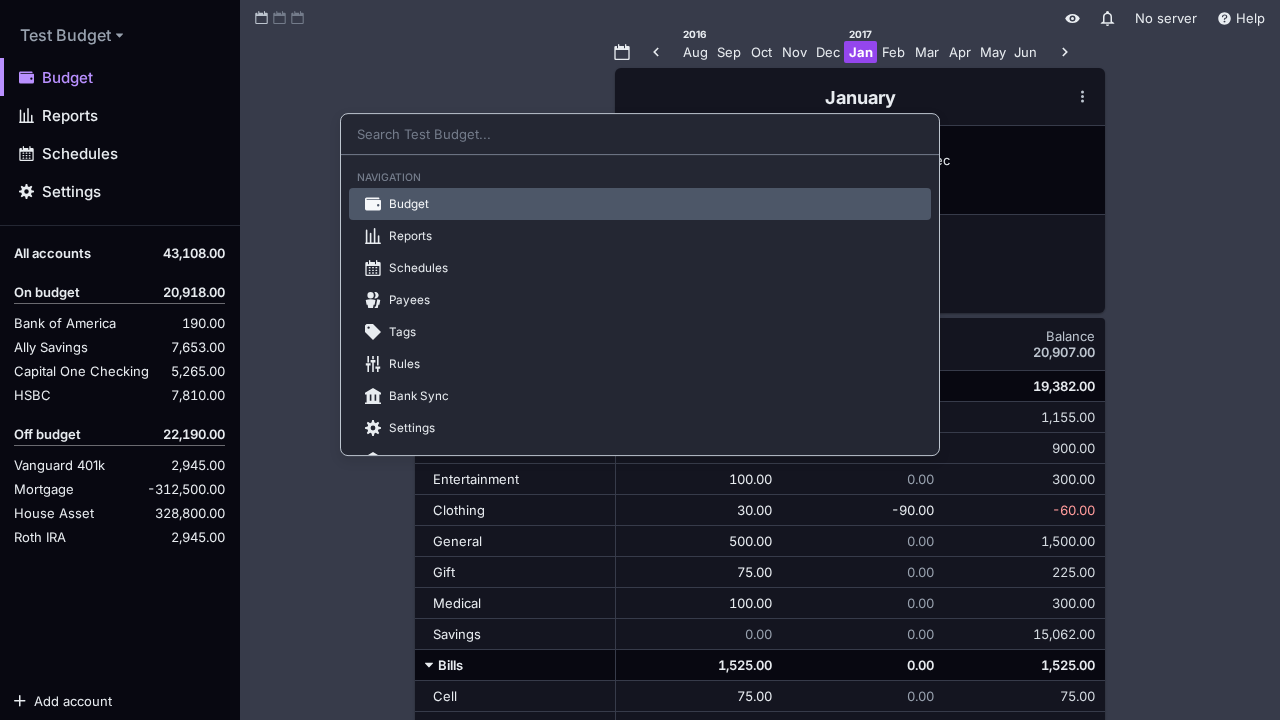 Test Budget
Budget
Reports
Schedules
Settings
All accounts 43,108.00
On budget 20,918.00
Bank of America 190.00
Ally Savings 7,653.00
Capital One Checking 5,265.00
HSBC 7,810.00
Off budget 22,190.00
Vanguard 401k 2,945.00
Mortgage -312,500.00
House Asset 328,800.00
Roth IRA 2,945.00
Add account
No server Help
2016 2017
Aug Sep Oct Nov Dec Jan Feb Mar Apr May Jun
January
Search Test Budget...
NAVIGATION
Budget
Reports
Schedules
Payees
Tags
Rules
Bank Sync
Settings
Balance
20,907.00
19,382.00
1,155.00
900.00
Entertainment 100.00 0.00 300.00
Clothing 30.00 -90.00 -60.00
General 500.00 0.00 1,500.00
Gift 75.00 0.00 225.00
Medical 100.00 0.00 300.00
Savings 0.00 0.00 15,062.00
Bills 1,525.00 0.00 1,525.00
Cell 75.00 0.00 75.00